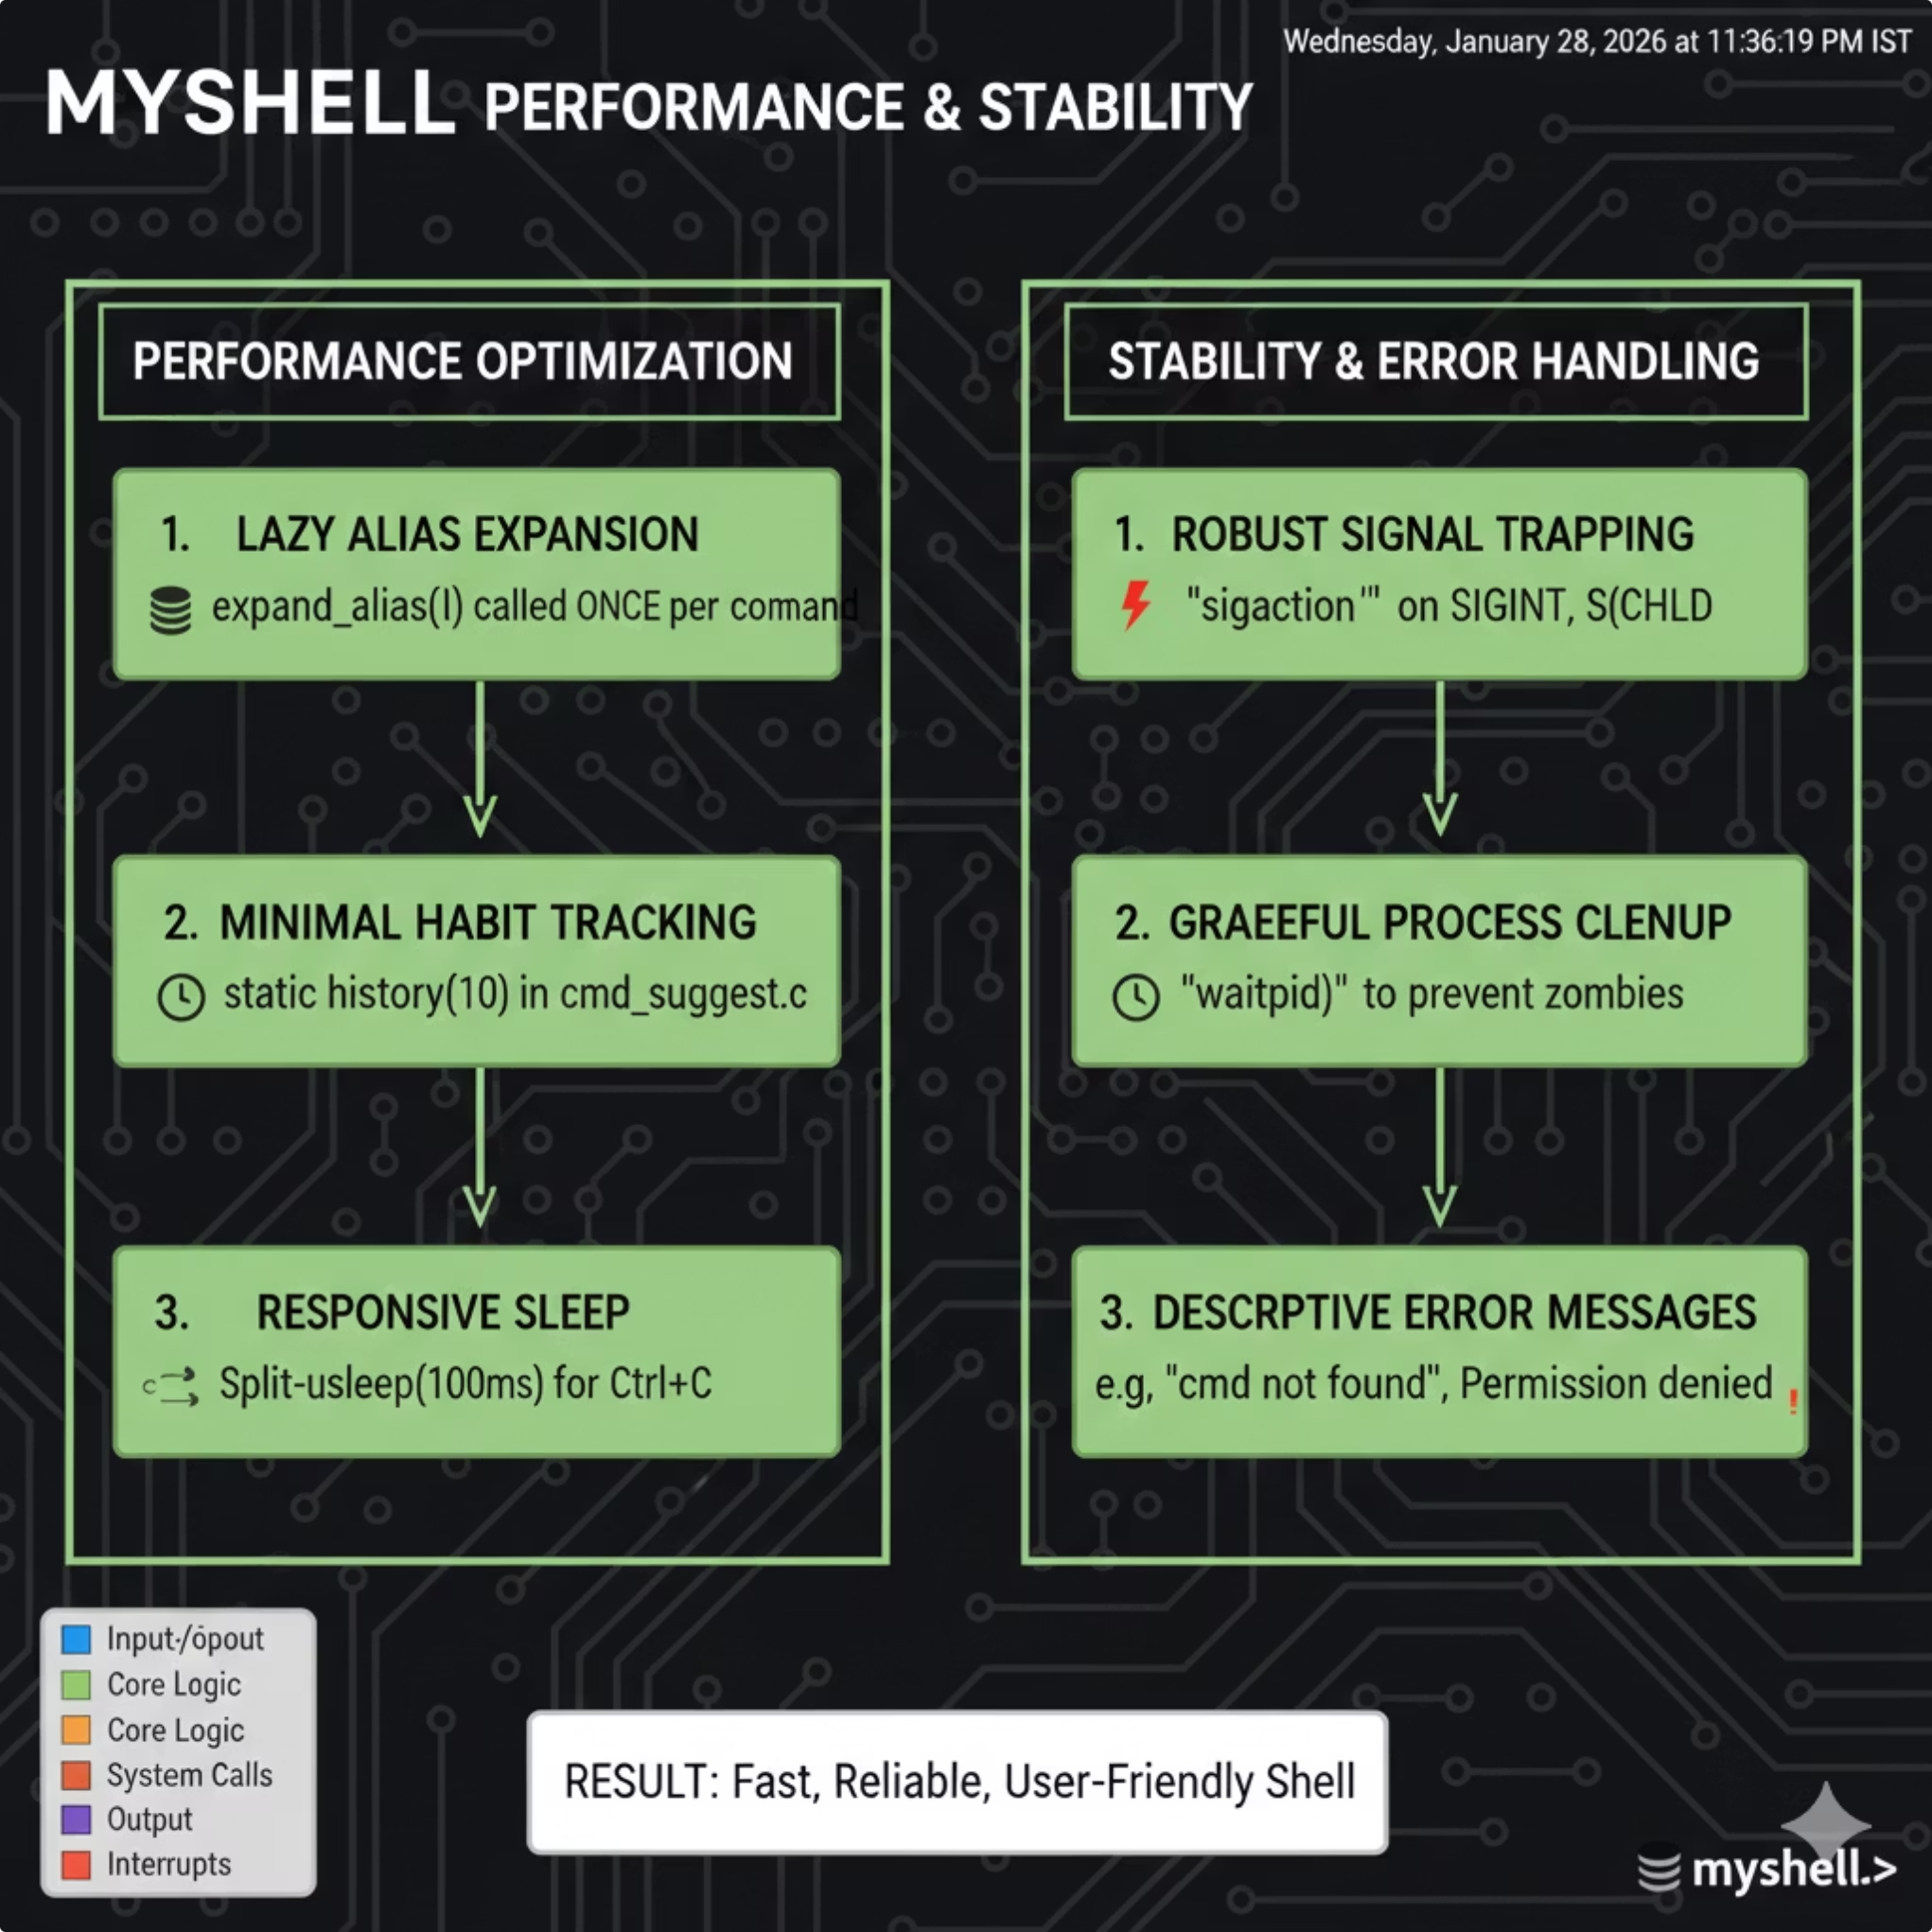 Wednesday, January 28, 2026 at 11:36:19 PM IST
MYSHELL PERFORMANCE & STABILITY
PERFORMANCE OPTIMIZATION
1. LAZY ALIAS EXPANSION
expand_alias(l) called ONCE per command
2. MINIMAL HABIT TRACKING
static history(10) in cmd_suggest.c
3. RESPONSIVE SLEEP
Split-usleep(100ms) for Ctrl+C
STABILITY & ERROR HANDLING
1. ROBUST SIGNAL TRAPPING
"sigaction'" on SIGINT, S(CHLD
2. GRAEEFUL PROCESS CLENUP
"waitpid)" to prevent zombies
3. DESCRPTIVE ERROR MESSAGES
e.g, "cmd not found", Permission denied !
Input·/öpout
Core Logic
Core Logic
System Calls
Output
Interrupts
RESULT: Fast, Reliable, User-Friendly Shell
myshell.>